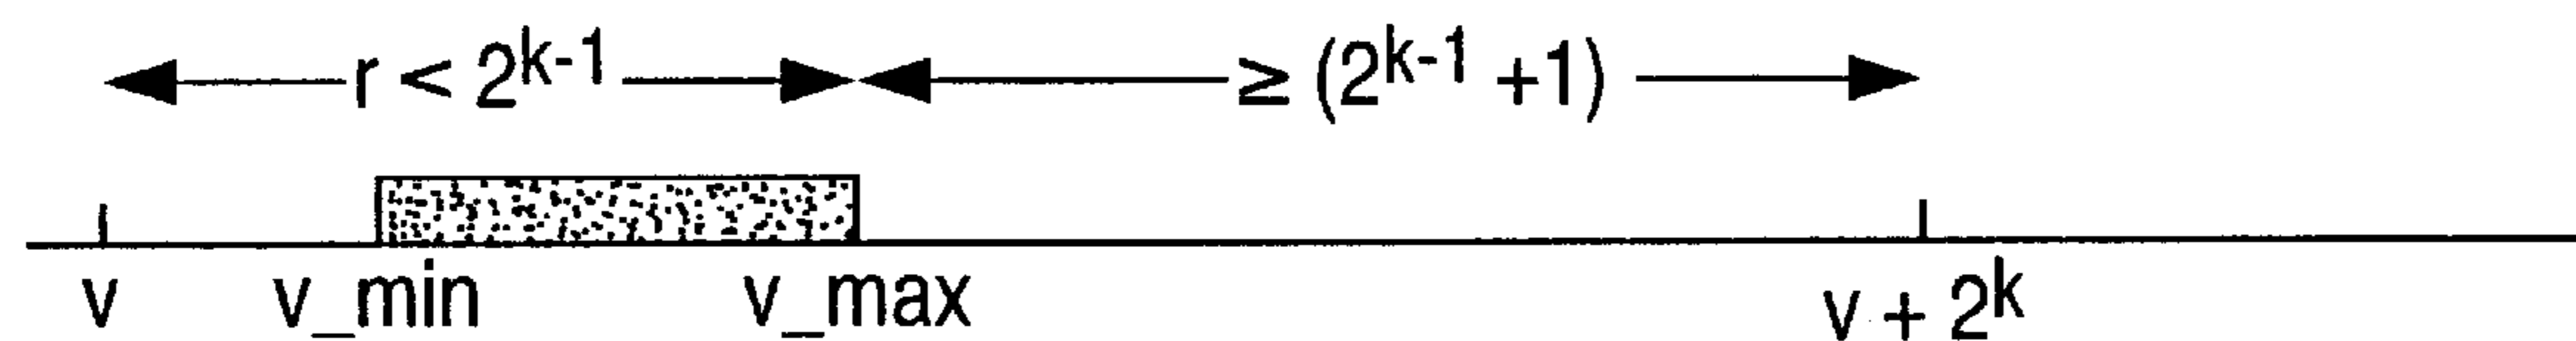 r < 2^k-1 ≥ (2^k-1 +1)
v v_min v_max v + 2^k